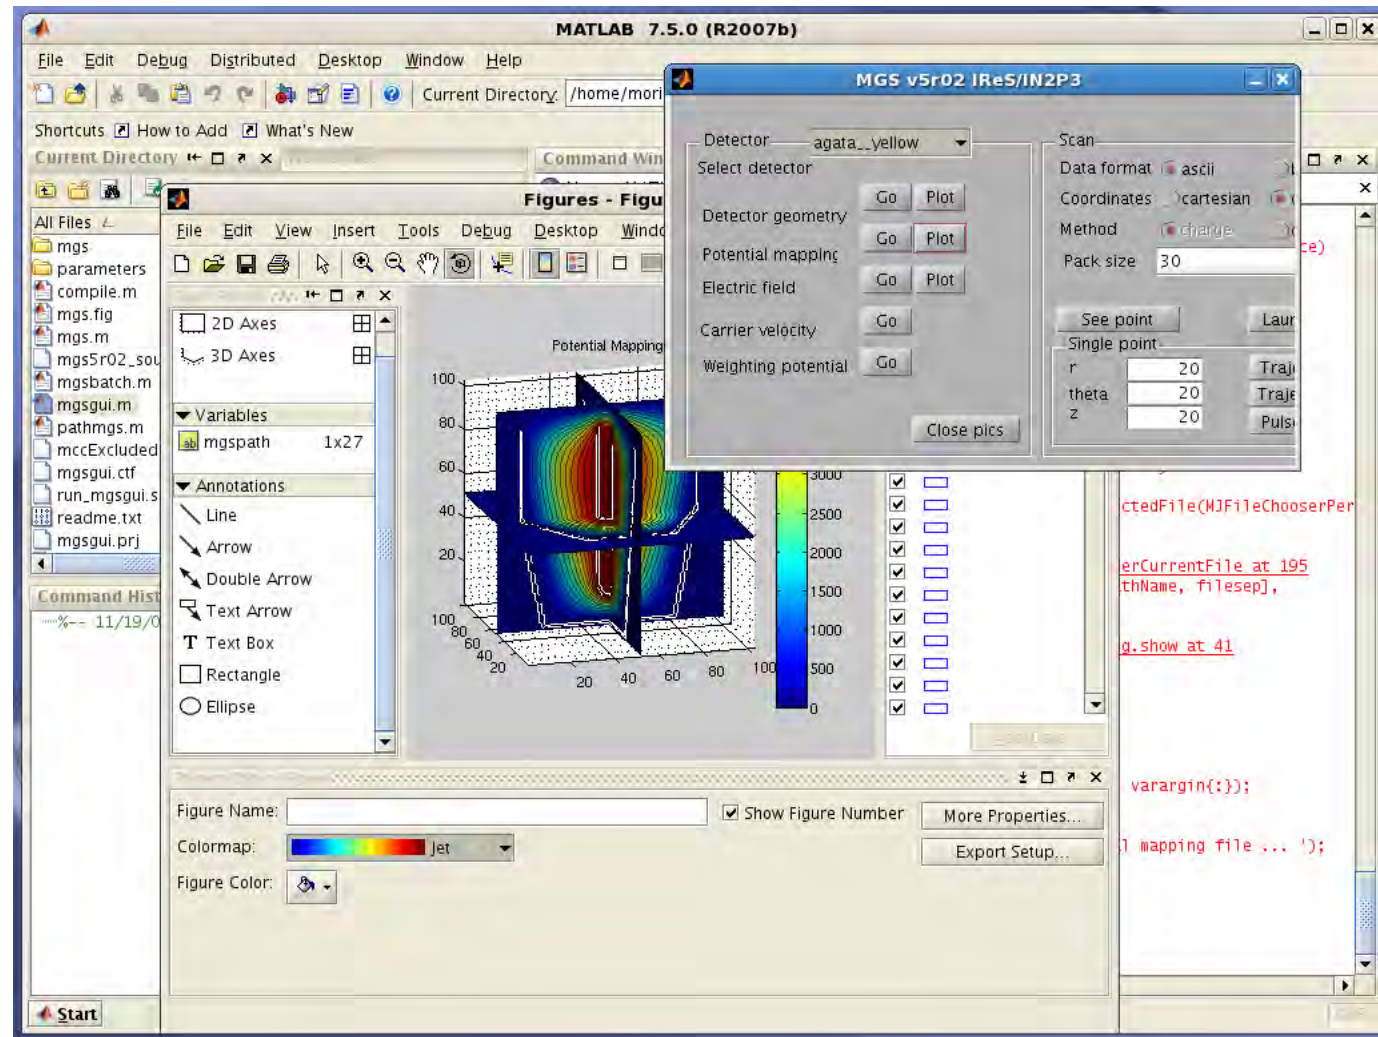 MATLAB 7.5.0 (R2007b)
File Edit Debug Distributed Desktop Window Help
Current Directory: /home/mori
Shortcuts How to Add What's New
Current Directory
Command Win
All Files
mgs
parameters
compile.m
mgs.fig
mgs.m
mgs5r02_sou
mgsbatch.m
mgsgui.m
pathmgs.m
mccExcluded
mgsgui.ctf
run_mgsgui.s
readme.txt
mgsgui.prj
Command Hist
%-- 11/19/0
Start
Figures - Figu
File Edit View Insert Tools Debug Desktop Windo
2D Axes
3D Axes
Variables
mgspath 1x27
Annotations
Line
Arrow
Double Arrow
Text Arrow
T Text Box
Rectangle
Ellipse
Potential Mapping
100
80
60
40
20
100
80
60
40
20
20 40 60 80 100
3000
2500
2000
1500
1000
500
0
Figure Name:
Show Figure Number
More Properties...
Colormap: Jet
Export Setup...
Figure Color:
MGS v5r02 IReS/IN2P3
Detector agata__yellow
Select detector
Detector geometry Go Plot
Potential mapping Go Plot
Electric field Go Plot
Carrier velocity Go
Weighting potential Go
Close pics
Scan
Data format ascii
Coordinates cartesian
Method charge
Pack size 30
See point Laur
Single point
r 20 Traje
theta 20 Traje
z 20 Puls
ce)
ctedFile(MJFileChooserPer
erCurrentFile at 195
thName, filesep],
g.show at 41
varargin{:});
l mapping file ... ');